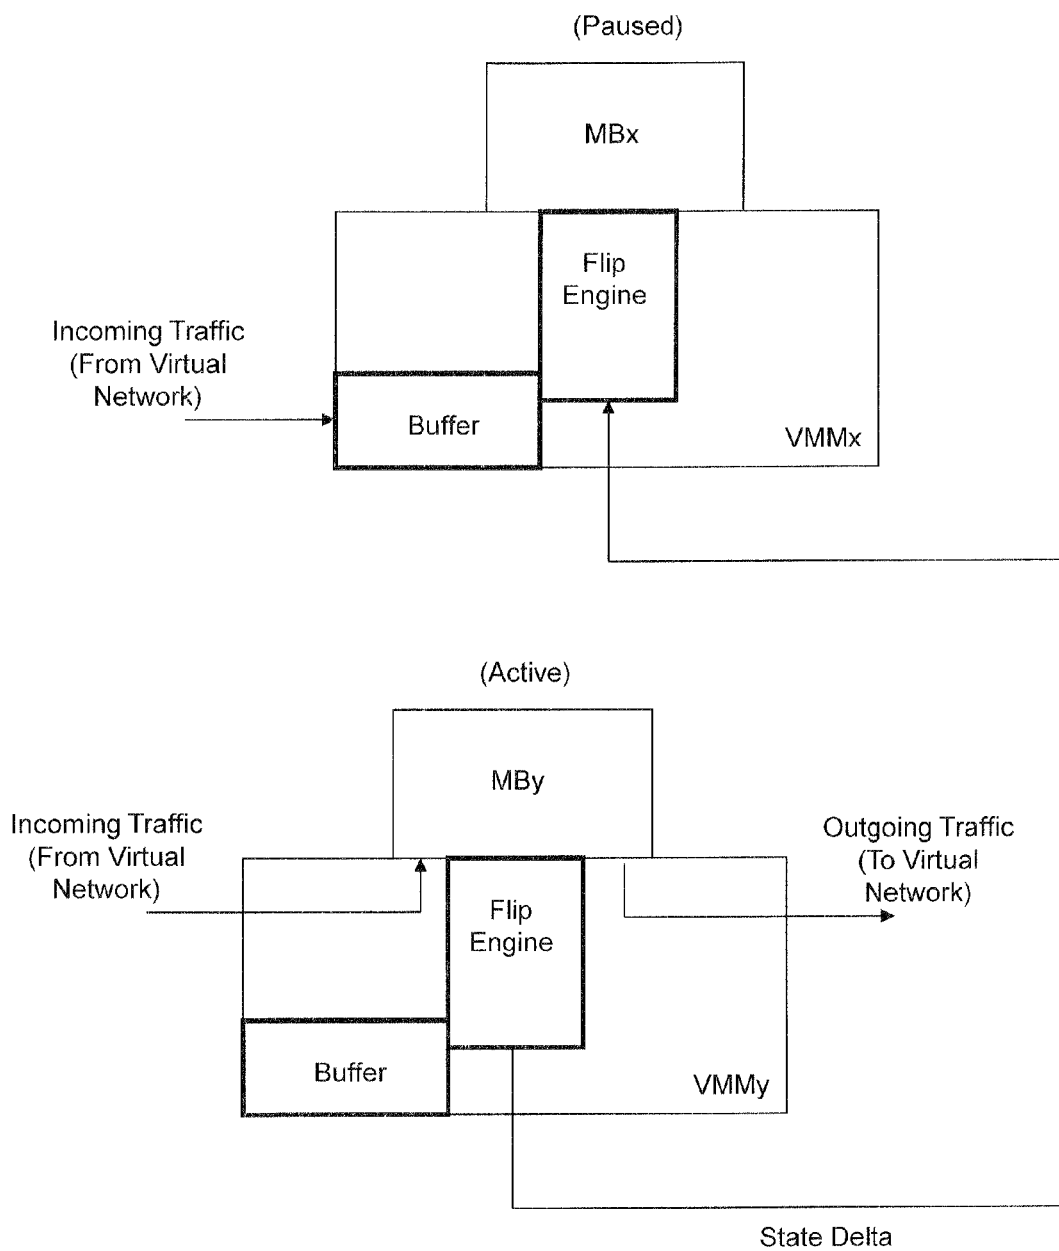 (Paused)
MBx
Flip
Engine
Incoming Traffic
(From Virtual
Network)
Buffer
VMMx
(Active)
MBy
Incoming Traffic
(From Virtual
Network)
Outgoing Traffic
(To Virtual
Network)
Flip
Engine
Buffer
VMMy
State Delta